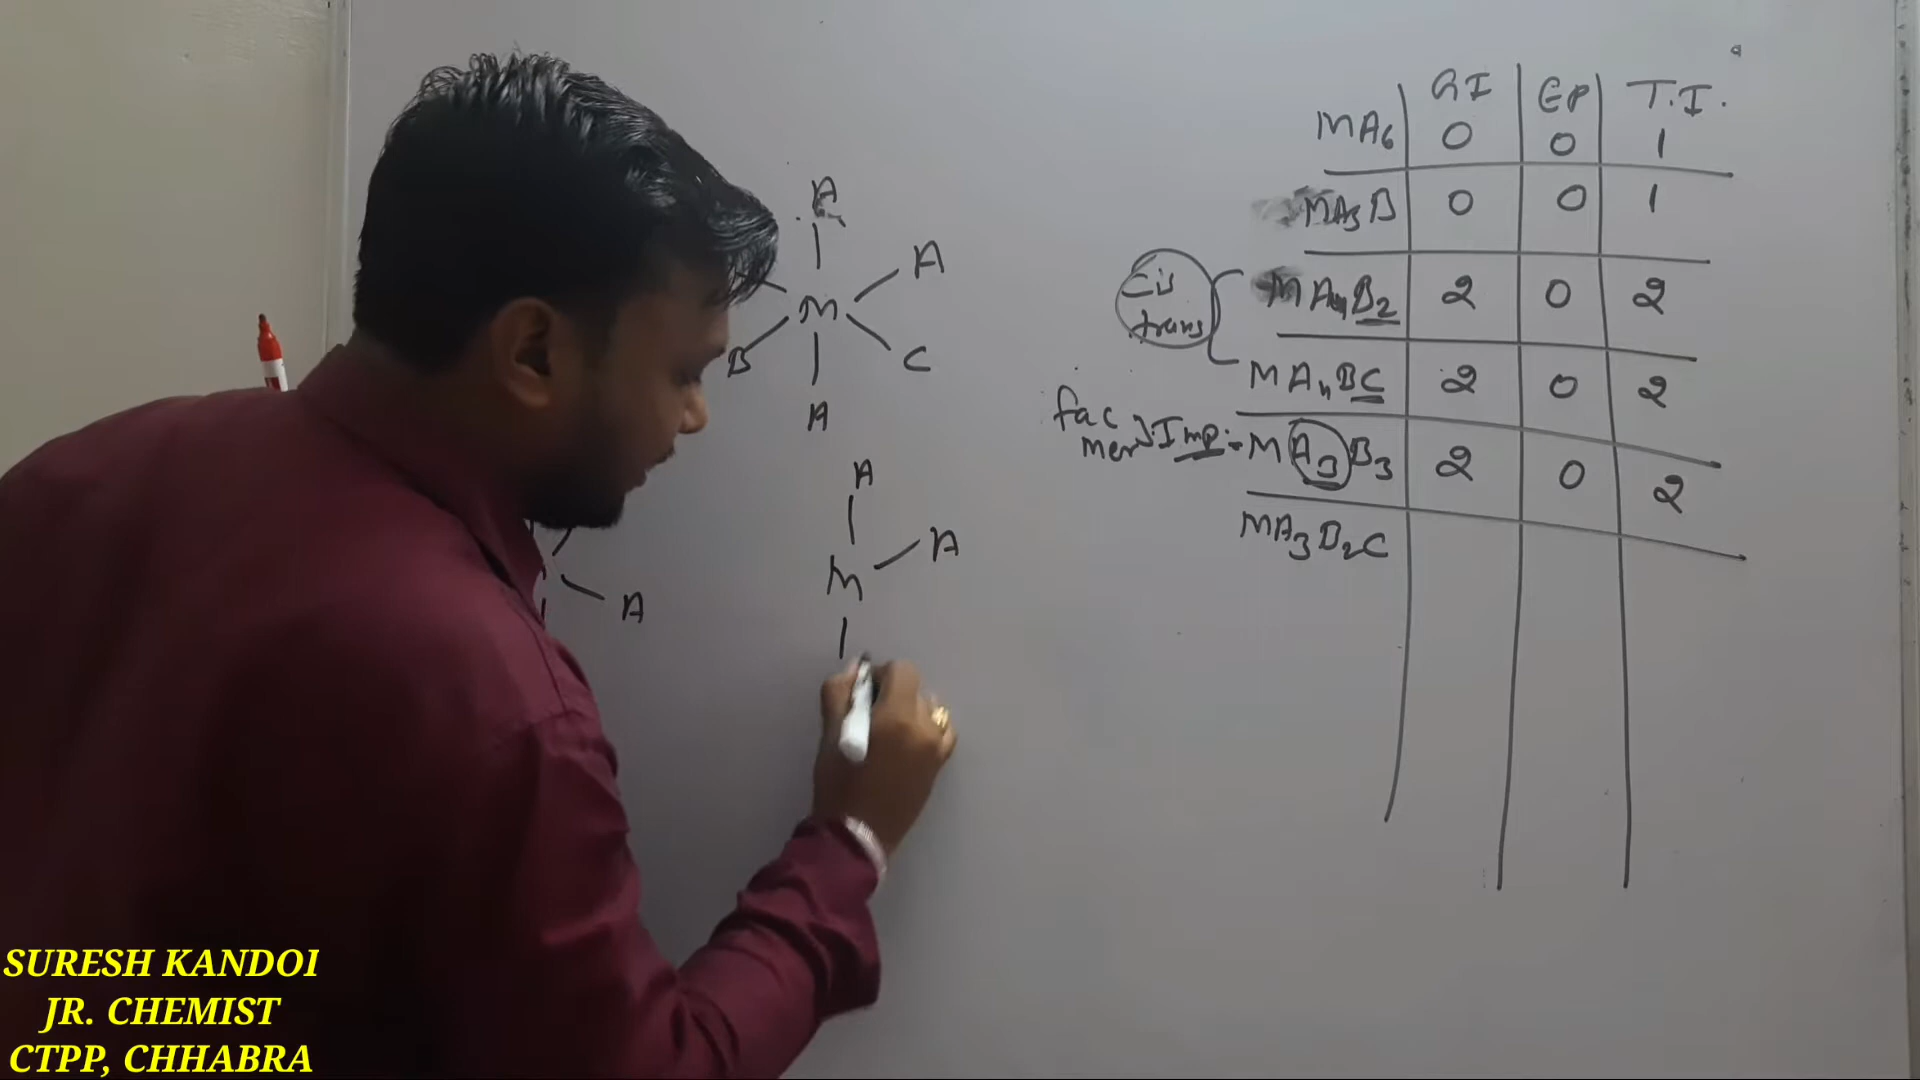 GI EP T.I.
MA6 0 0 1
MA5B 0 0 1
cis
trans
MA4B2 2 0 2
MA4BC 2 0 2
fac
mer } Imp:- MA3B3 2 0 2
MA3B2C
A
A
M
B C
A
A
A
M
A
SURESH KANDOI
JR. CHEMIST
CTPP, CHHABRA